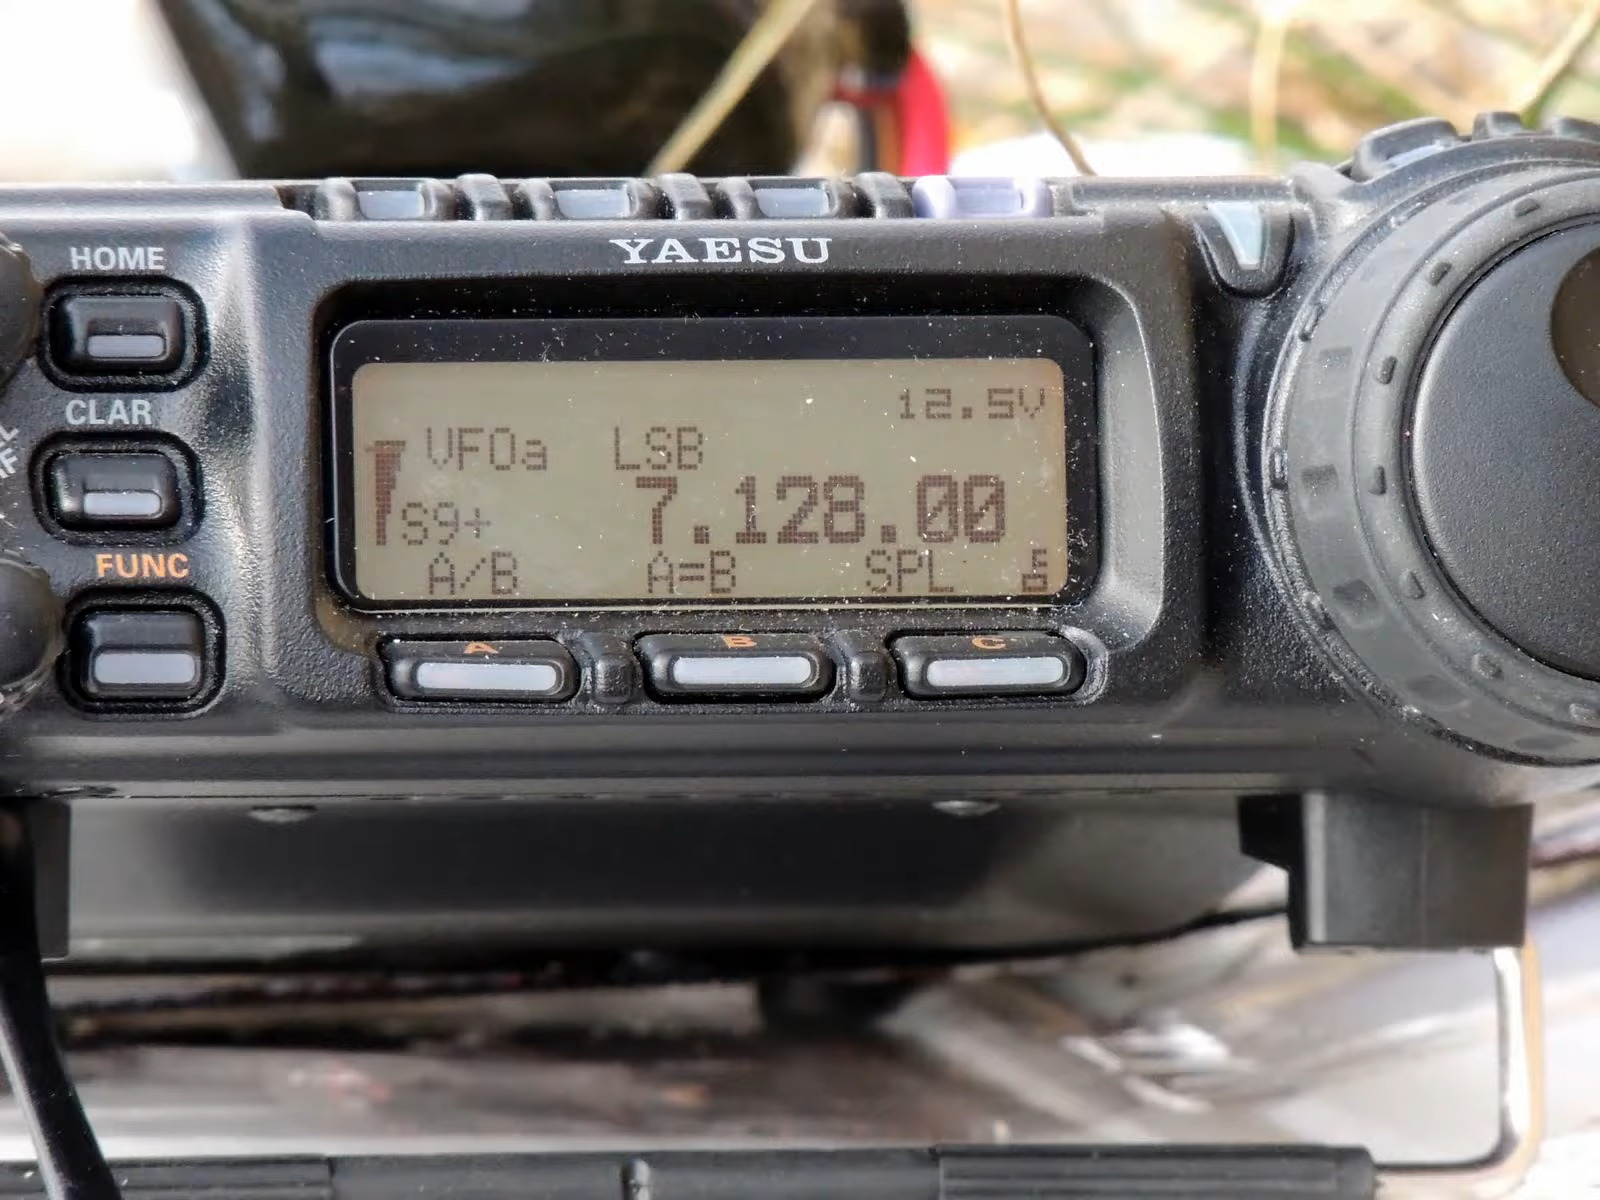 YAESU
HOME
CLAR
FUNC
12.5V
VFOa LSB
7.128.00
S9+
A/B A=B SPL
A B C